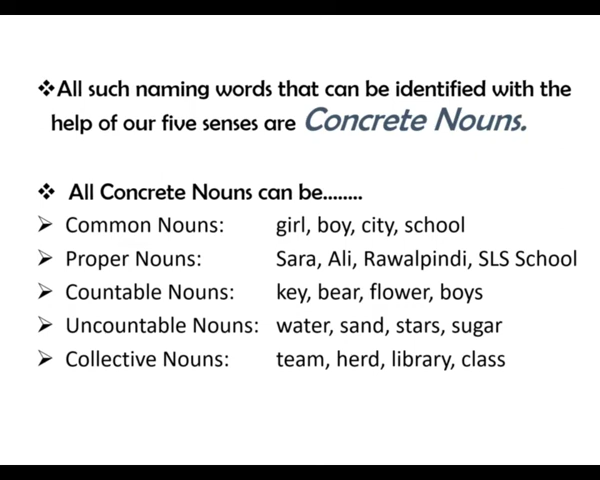 ❖All such naming words that can be identified with the
help of our five senses are Concrete Nouns.
❖ All Concrete Nouns can be........
➢ Common Nouns: girl, boy, city, school
➢ Proper Nouns: Sara, Ali, Rawalpindi, SLS School
➢ Countable Nouns: key, bear, flower, boys
➢ Uncountable Nouns: water, sand, stars, sugar
➢ Collective Nouns: team, herd, library, class